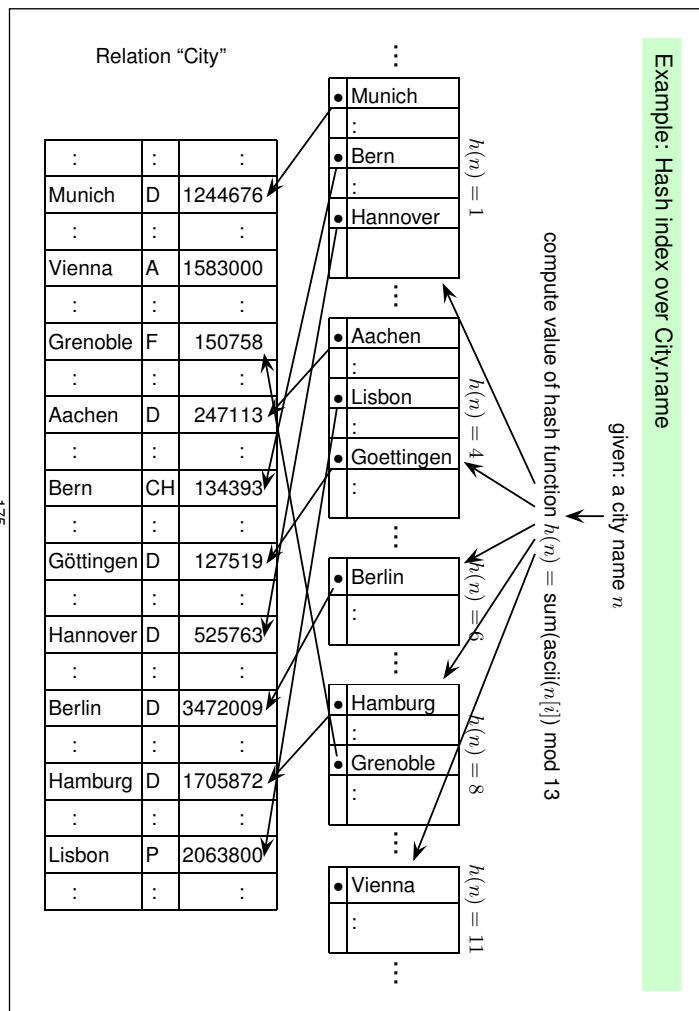 Example: Hash index over City.name
given: a city name n
compute value of hash function h(n) = sum(ascii(n[i]) mod 13
h(n) = 1
h(n) = 4
h(n) = 6
h(n) = 8
h(n) = 11
...
• Munich
:
• Bern
:
• Hannover
...
• Aachen
:
• Lisbon
:
• Goettingen
:
...
• Berlin
:
...
• Hamburg
:
• Grenoble
:
...
• Vienna
:
...
Relation “City”
: : :
Munich D 1244676
: : :
Vienna A 1583000
: : :
Grenoble F 150758
: : :
Aachen D 247113
: : :
Bern CH 134393
: : :
Göttingen D 127519
: : :
Hannover D 525763
: : :
Berlin D 3472009
: : :
Hamburg D 1705872
: : :
Lisbon P 2063800
: : :
175